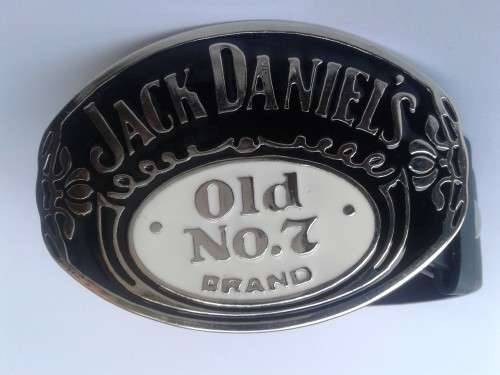 JACK DANIEL'S
Old
No.7
BRAND